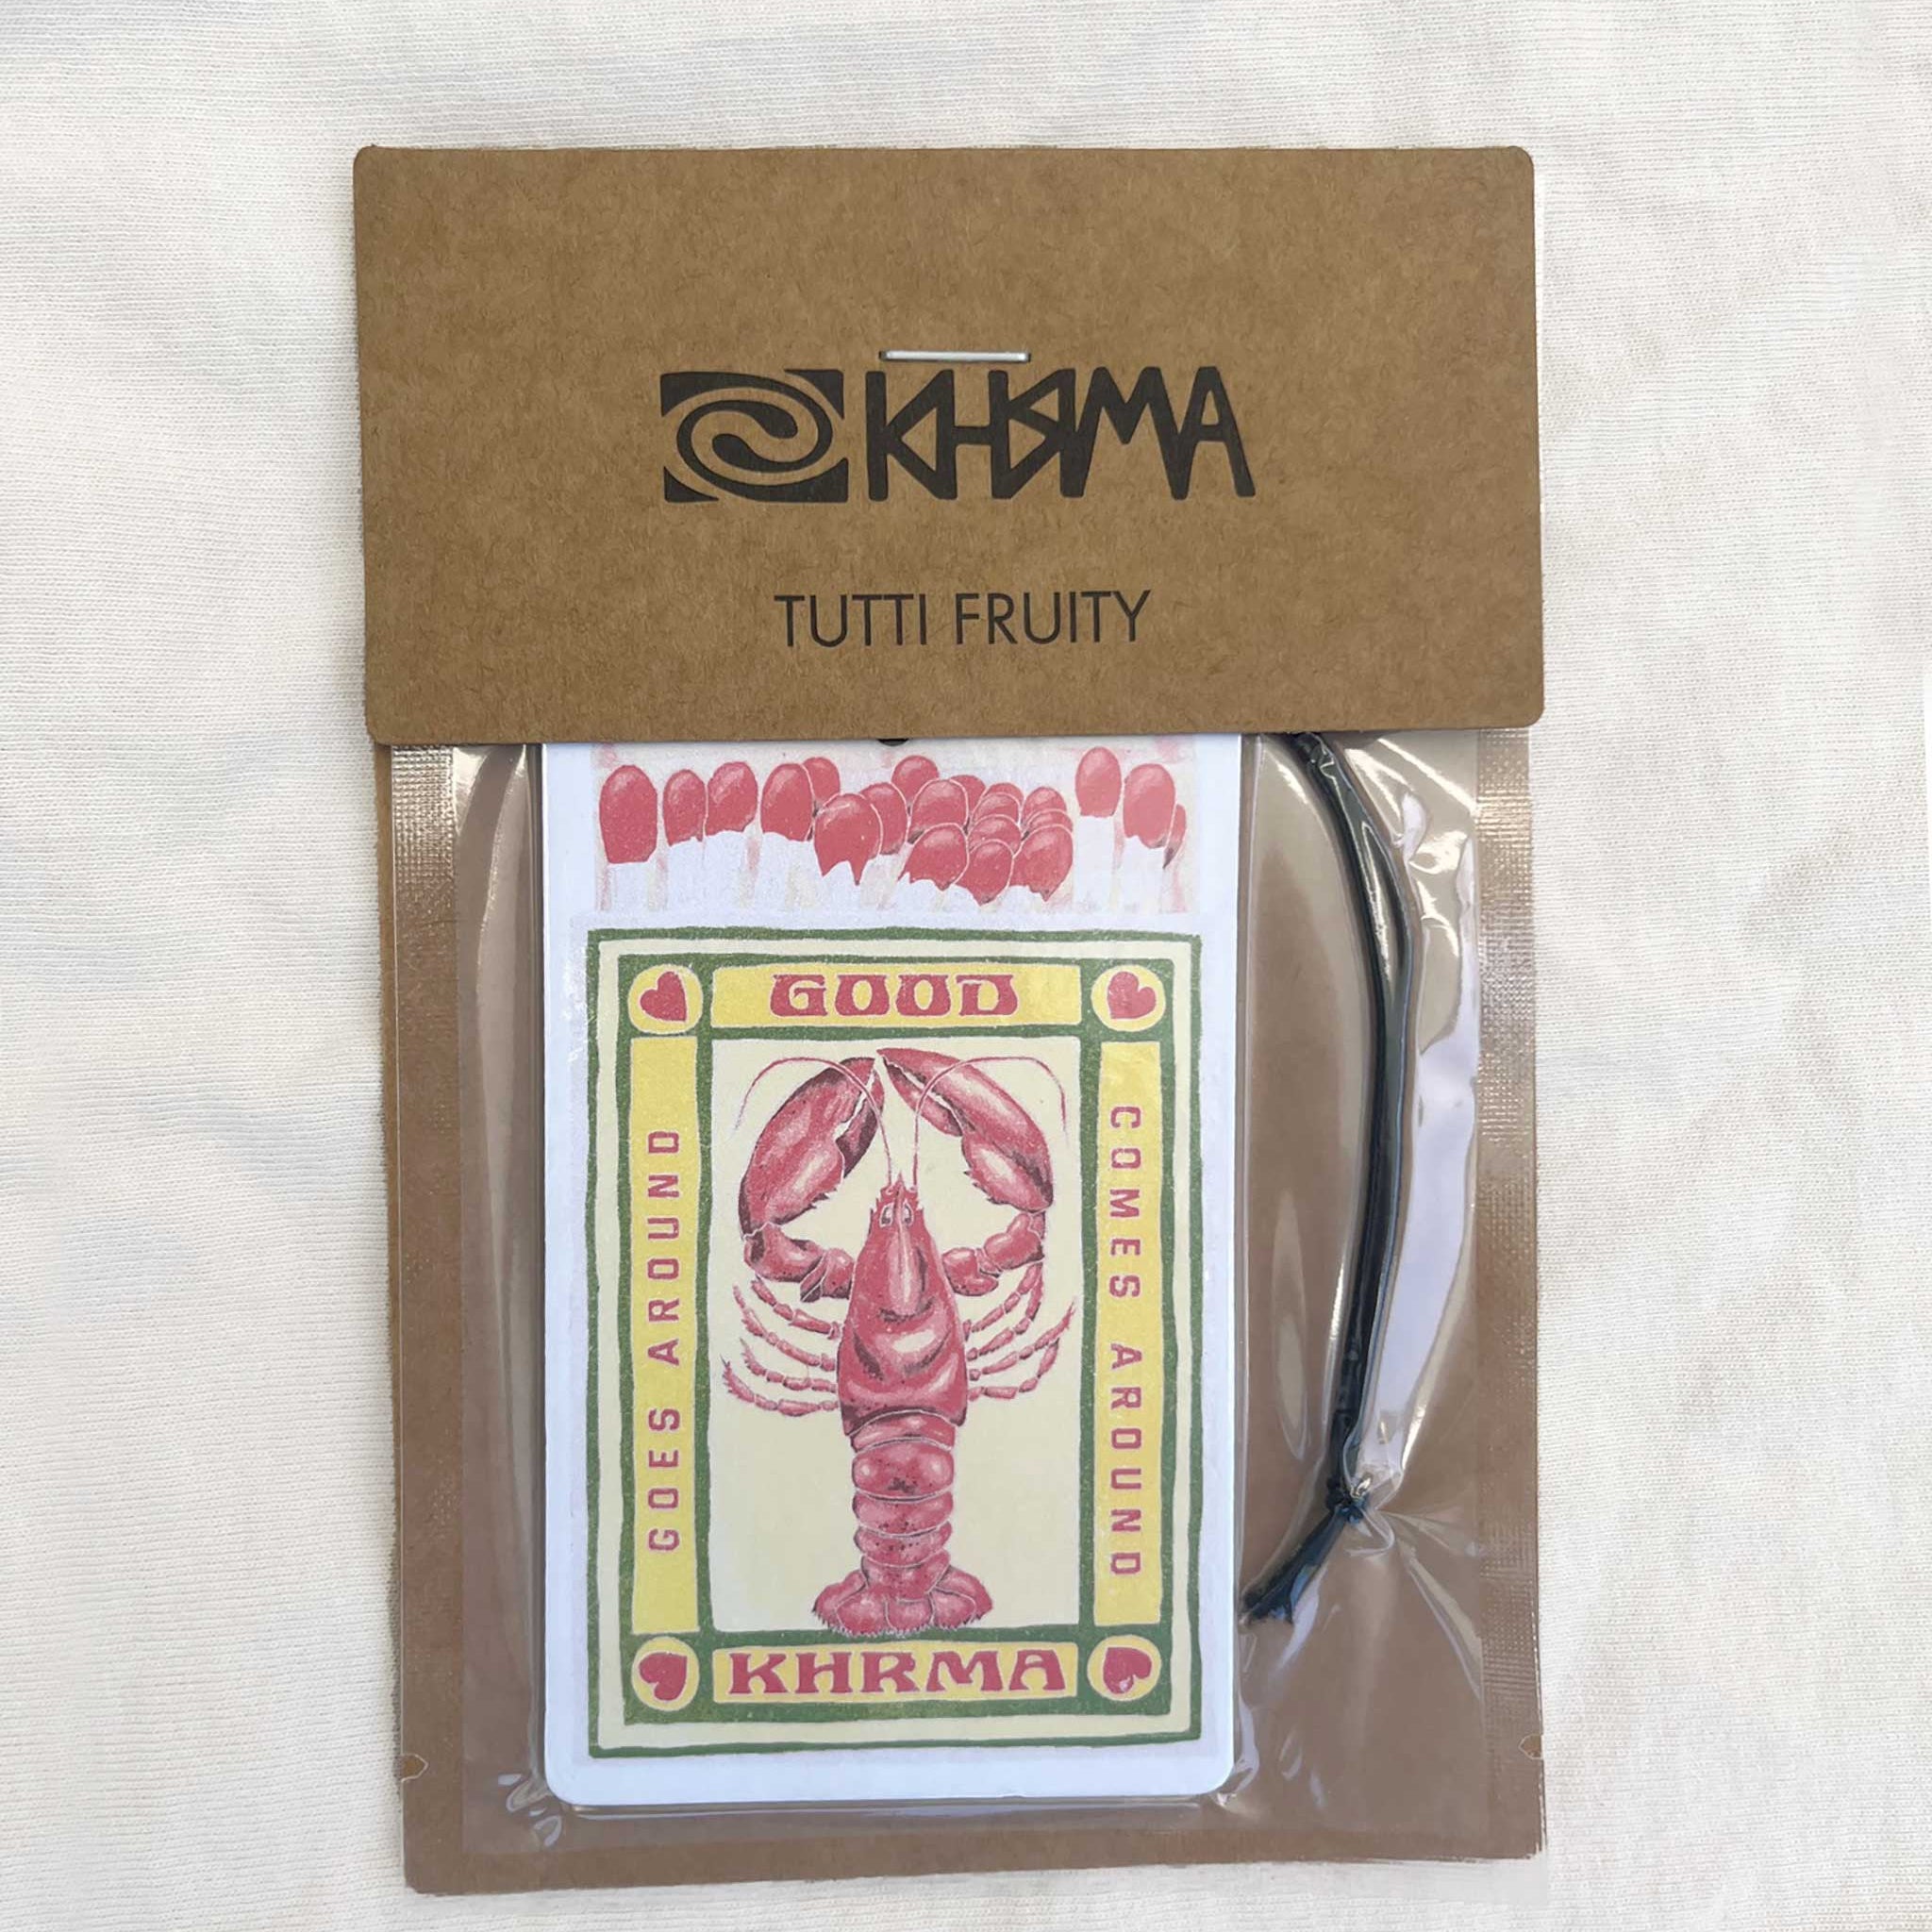 KHRMA
TUTTI FRUITY
GOOD
GOES AROUND
COMES AROUND
KHRMA